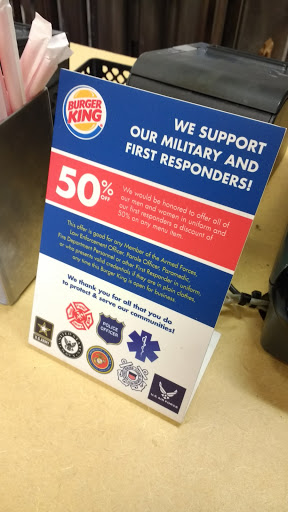 BURGER
KING
WE SUPPORT
OUR MILITARY AND
FIRST RESPONDERS!
50%
OFF
We would be honored to offer all of
our men and women in uniform and
our first responders a discount of
50% on any menu item
This offer is good for any Member of the Armed Forces,
Law Enforcement Officer, Parole Officer, Paramedic,
Fire Department Personnel or other First Responder in uniform,
or who presents valid credentials if they are in plain clothes,
any time this Burger King is open for business.
We thank you for all that you do
to protect & serve our communities!
POLICE
OFFICER
U.S. ARMY
U.S. AIR FORCE